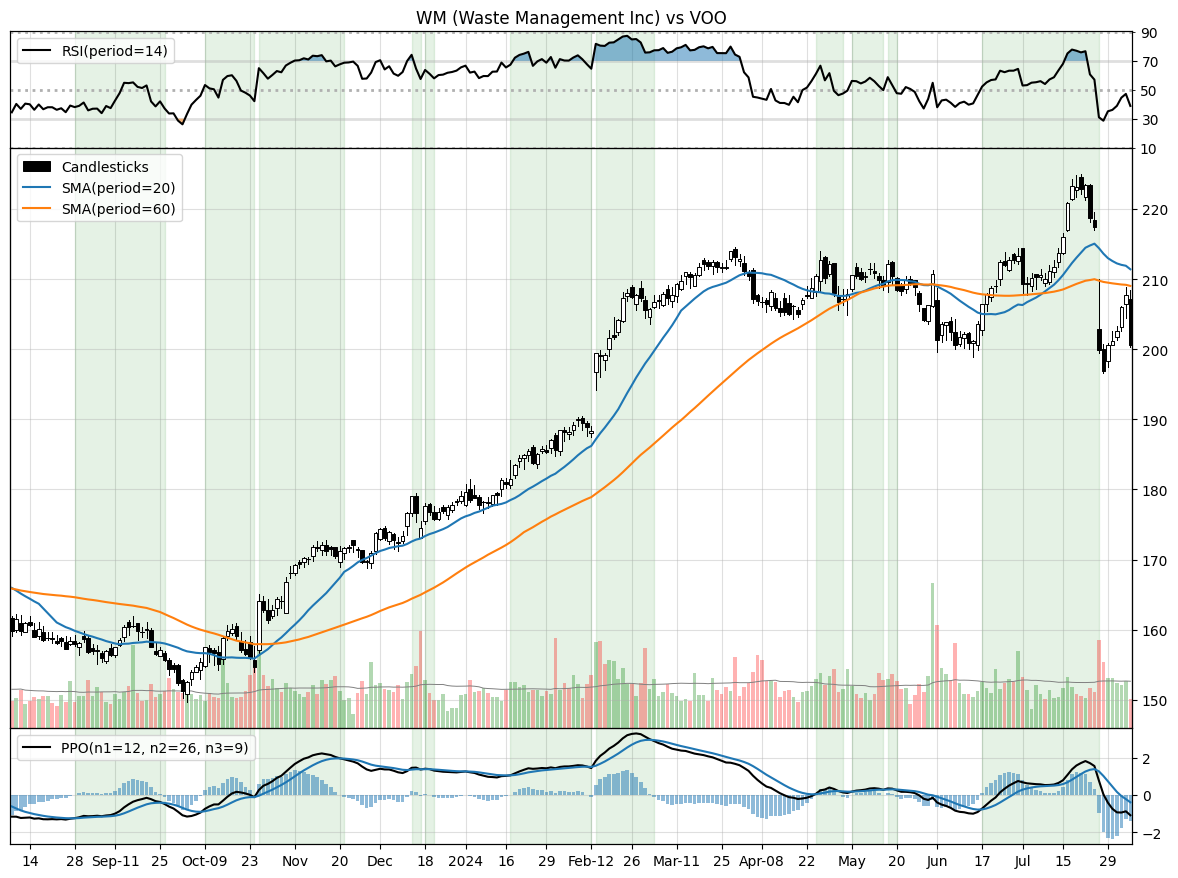 WM (Waste Management Inc) vs VOO
RSI(period=14)
90
70
50
30
10
Candlesticks
SMA(period=20)
SMA(period=60)
220
210
200
190
180
170
160
150
PPO(n1=12, n2=26, n3=9)
2
0
−2
14 28 Sep-11 25 Oct-09 23 Nov 20 Dec 18 2024 16 29 Feb-12 26 Mar-11 25 Apr-08 22 May 20 Jun 17 Jul 15 29